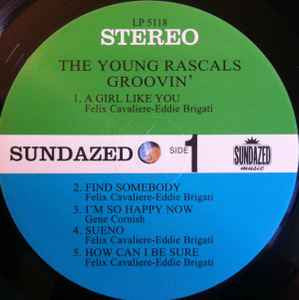 LP 5118
STEREO
THE YOUNG RASCALS
GROOVIN'
1. A GIRL LIKE YOU
Felix Cavaliere-Eddie Brigati
SUNDAZED SIDE 1 SUNDAZED
music
2. FIND SOMEBODY
Felix Cavaliere-Eddie Brigati
3. I'M SO HAPPY NOW
Gene Cornish
4. SUENO
Felix Cavaliere-Eddie Brigati
5. HOW CAN I BE SURE
Felix Cavaliere-Eddie Brigati